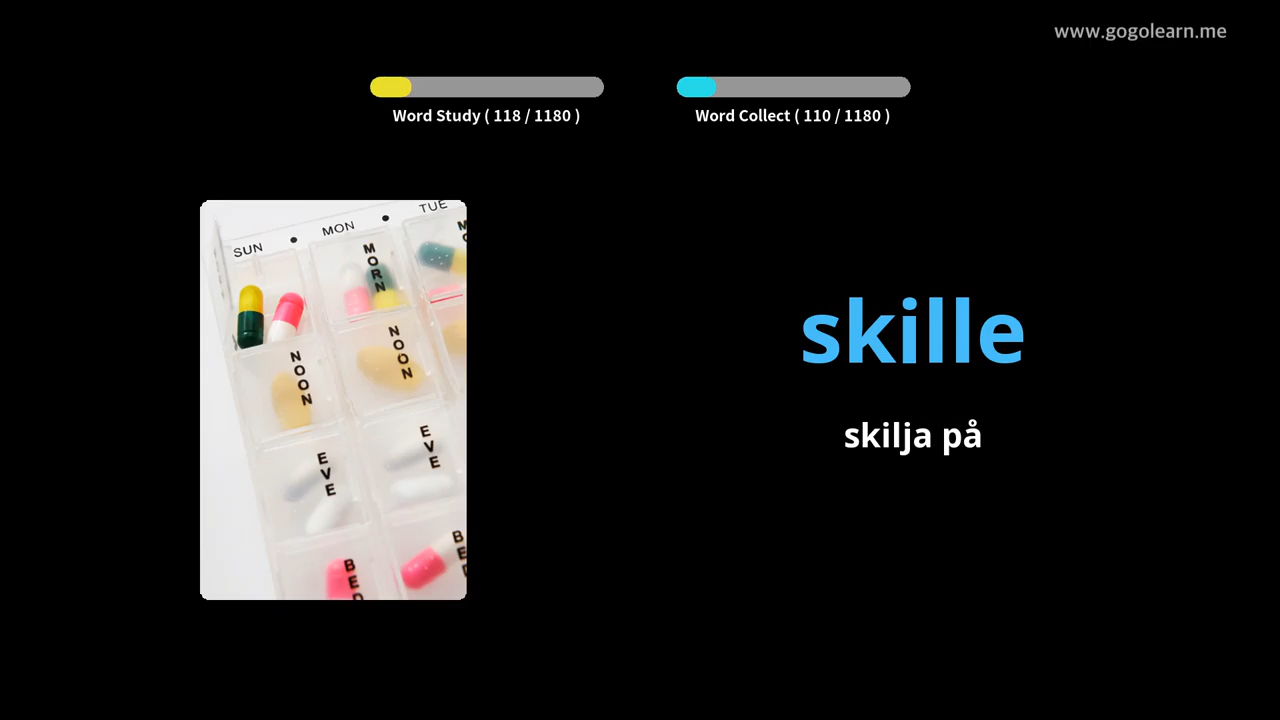 www.gogolearn.me
Word Study ( 118 / 1180 )
Word Collect ( 110 / 1180 )
SUN • MON • TUE
MORN
NOON
NOON
EVE
EVE
BED
skille
skilja på